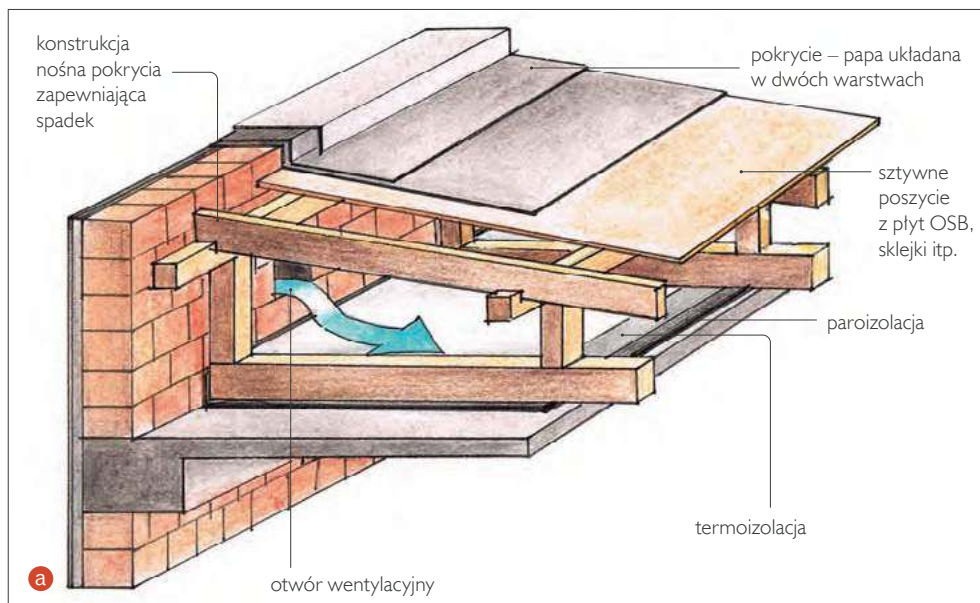 konstrukcja
nośna pokrycia
zapewniająca
spadek
pokrycie – papa układana
w dwóch warstwach
sztywne
poszycie
z płyt OSB,
sklejki itp.
paroizolacja
termoizolacja
otwór wentylacyjny
a